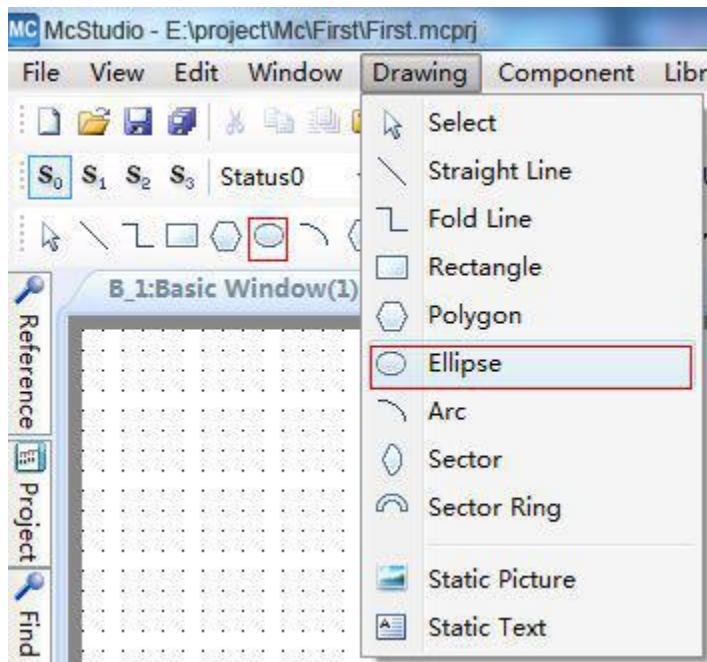 MC McStudio - E:\project\Mc\First\First.mcprj
File View Edit Window Drawing Component Libr
S0 S1 S2 S3 Status0
B_1:Basic Window(1)
Reference
Project
Find
Select
Straight Line
Fold Line
Rectangle
Polygon
Ellipse
Arc
Sector
Sector Ring
Static Picture
A Static Text